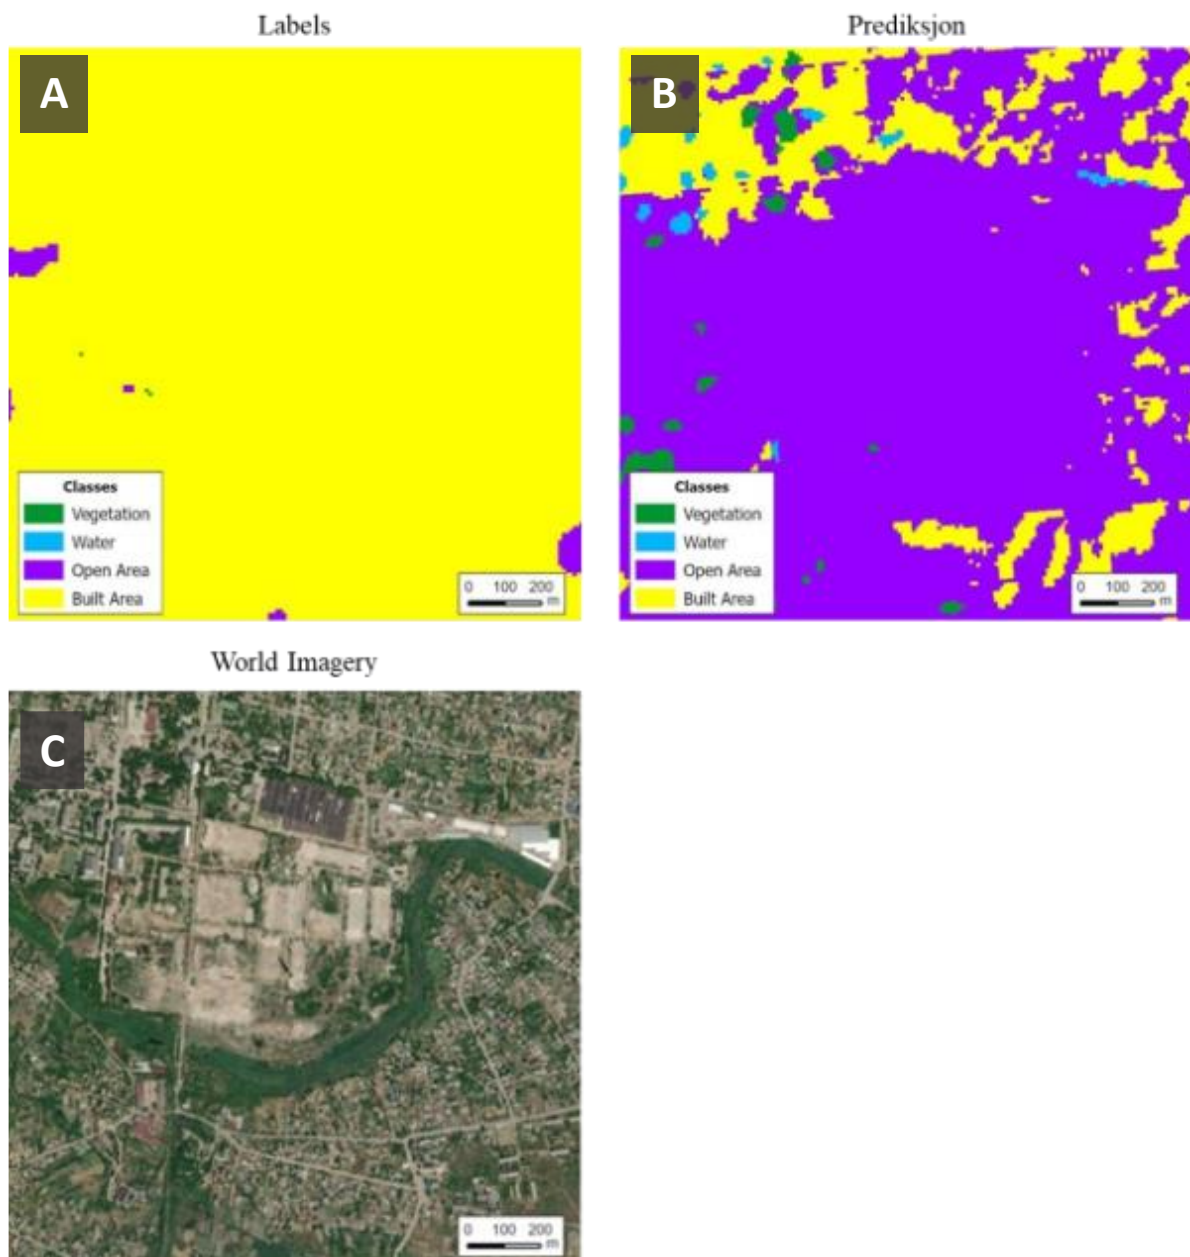 Labels
Prediksjon
A
B
Classes
Vegetation
Water
Open Area
Built Area
0 100 200
m
Classes
Vegetation
Water
Open Area
Built Area
0 100 200
m
World Imagery
C
0 100 200
m